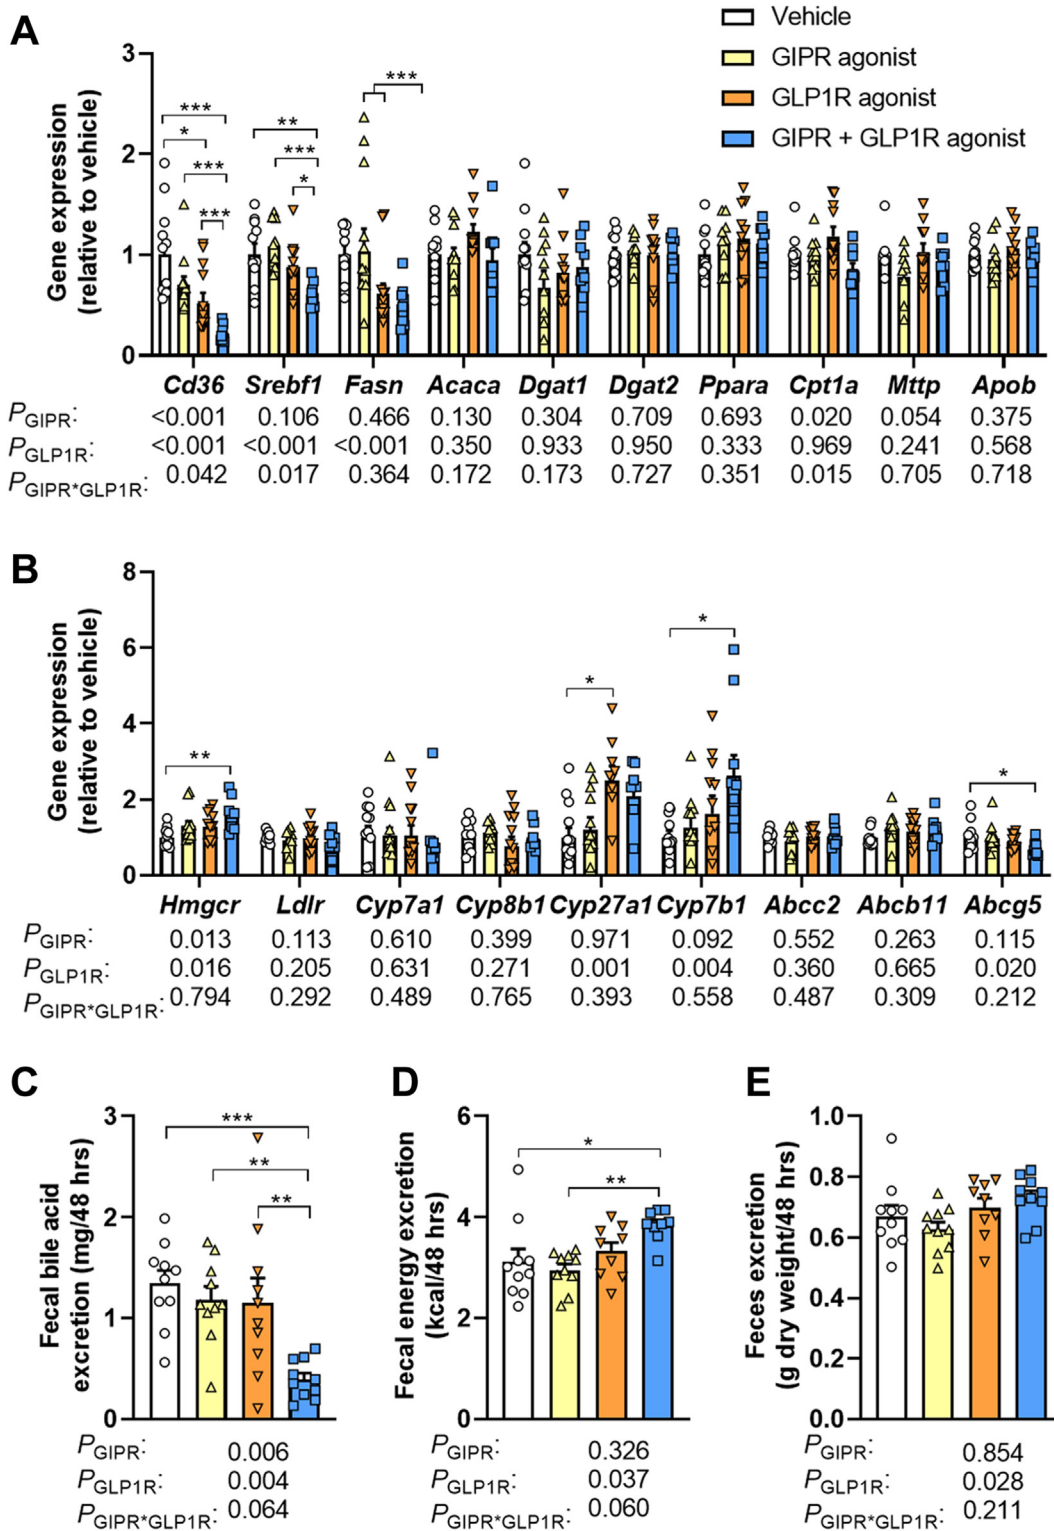 A
Vehicle
GIPR agonist
GLP1R agonist
GIPR + GLP1R agonist
Gene expression
(relative to vehicle)
3
2
1
0
***
*
***
***
**
***
*
***
Cd36 Srebf1 Fasn Acaca Dgat1 Dgat2 Ppara Cpt1a Mttp Apob
PGIPR: <0.001 0.106 0.466 0.130 0.304 0.709 0.693 0.020 0.054 0.375
PGLP1R: <0.001 <0.001 <0.001 0.350 0.933 0.950 0.333 0.969 0.241 0.568
PGIPR*GLP1R: 0.042 0.017 0.364 0.172 0.173 0.727 0.351 0.015 0.705 0.718
B
Gene expression
(relative to vehicle)
8
6
4
2
0
**
*
*
*
Hmgcr Ldlr Cyp7a1 Cyp8b1 Cyp27a1 Cyp7b1 Abcc2 Abcb11 Abcg5
PGIPR: 0.013 0.113 0.610 0.399 0.971 0.092 0.552 0.263 0.115
PGLP1R: 0.016 0.205 0.631 0.271 0.001 0.004 0.360 0.665 0.020
PGIPR*GLP1R: 0.794 0.292 0.489 0.765 0.393 0.558 0.487 0.309 0.212
C
Fecal bile acid
excretion (mg/48 hrs)
3
2
1
0
***
**
**
PGIPR: 0.006
PGLP1R: 0.004
PGIPR*GLP1R: 0.064
D
Fecal energy excretion
(kcal/48 hrs)
6
4
2
0
*
**
PGIPR: 0.326
PGLP1R: 0.037
PGIPR*GLP1R: 0.060
E
Feces excretion
(g dry weight/48 hrs)
1.0
0.8
0.6
0.4
0.2
0.0
PGIPR: 0.854
PGLP1R: 0.028
PGIPR*GLP1R: 0.211